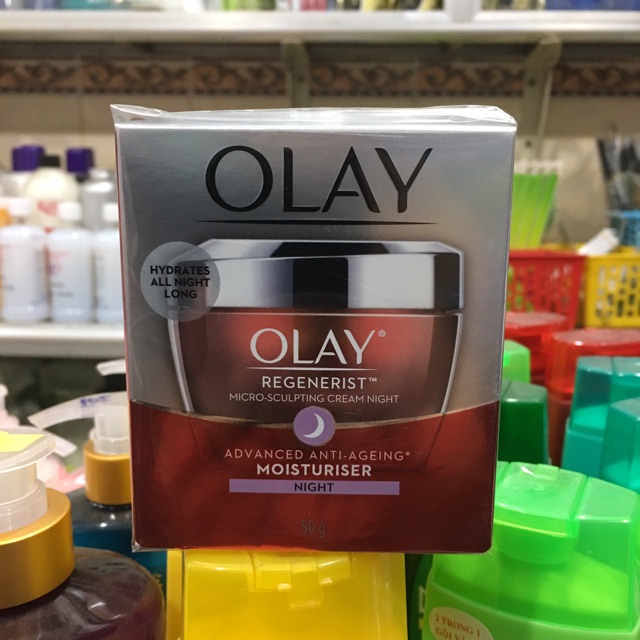 OLAY
HYDRATES
ALL NIGHT
LONG
OLAY®
REGENERIST™
MICRO-SCULPTING CREAM NIGHT
ADVANCED ANTI-AGEING*
MOISTURISER
NIGHT
50 g
2 TRONG 1